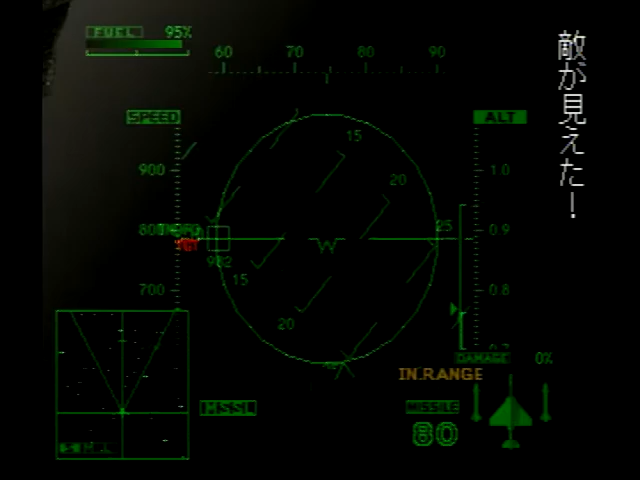 FUEL 95%
60 70 80 90
敵が見えた！
SPEED
ALT
15
900
1.0
20
25
800
0.9
982
15
700
0.8
20
DAMAGE 0%
IN.RANGE
MISSILE
80